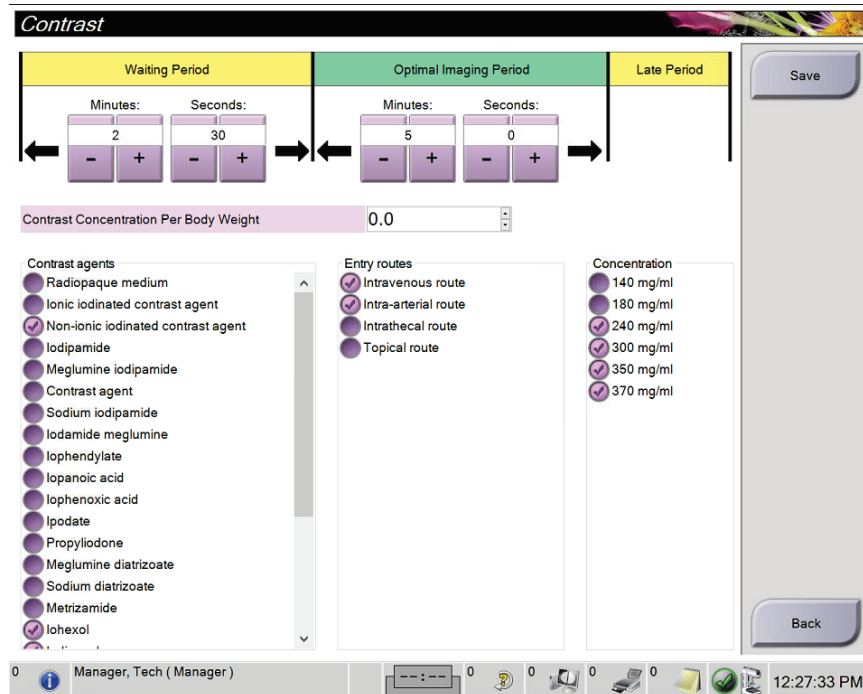 Contrast
Waiting Period
Optimal Imaging Period
Late Period
Save
Minutes:
Seconds:
Minutes:
Seconds:
2
30
5
0
-
+
-
+
-
+
-
+
Contrast Concentration Per Body Weight
0.0
Contrast agents
Radiopaque medium
Ionic iodinated contrast agent
Non-ionic iodinated contrast agent
Iodipamide
Meglumine iodipamide
Contrast agent
Sodium iodipamide
Iodamide meglumine
Iophendylate
Iopanoic acid
Iophenoxic acid
Ipodate
Propyliodone
Meglumine diatrizoate
Sodium diatrizoate
Metrizamide
Iohexol
Entry routes
Intravenous route
Intra-arterial route
Intrathecal route
Topical route
Concentration
140 mg/ml
180 mg/ml
240 mg/ml
300 mg/ml
350 mg/ml
370 mg/ml
Back
0
Manager, Tech ( Manager )
--:--
0
0
0
0
12:27:33 PM